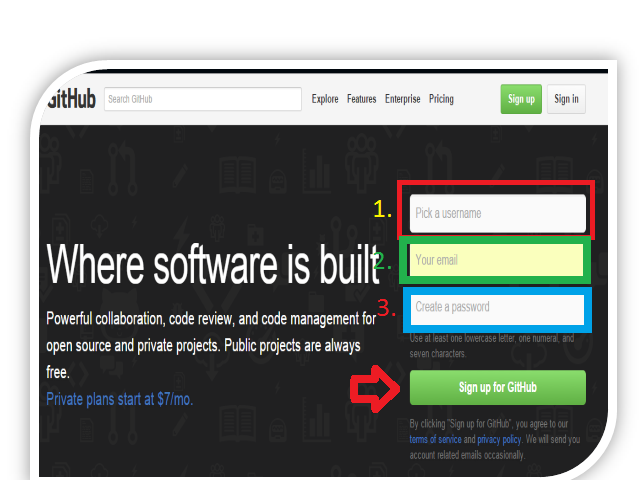 GitHub Search GitHub Explore Features Enterprise Pricing Sign up Sign in
1. Pick a username
Where software is built
2. Your email
3. Create a password
Powerful collaboration, code review, and code management for
open source and private projects. Public projects are always
free.
Private plans start at $7/mo.
Use at least one lowercase letter, one numeral, and
seven characters.
Sign up for GitHub
By clicking "Sign up for GitHub", you agree to our
terms of service and privacy policy. We will send you
account related emails occasionally.